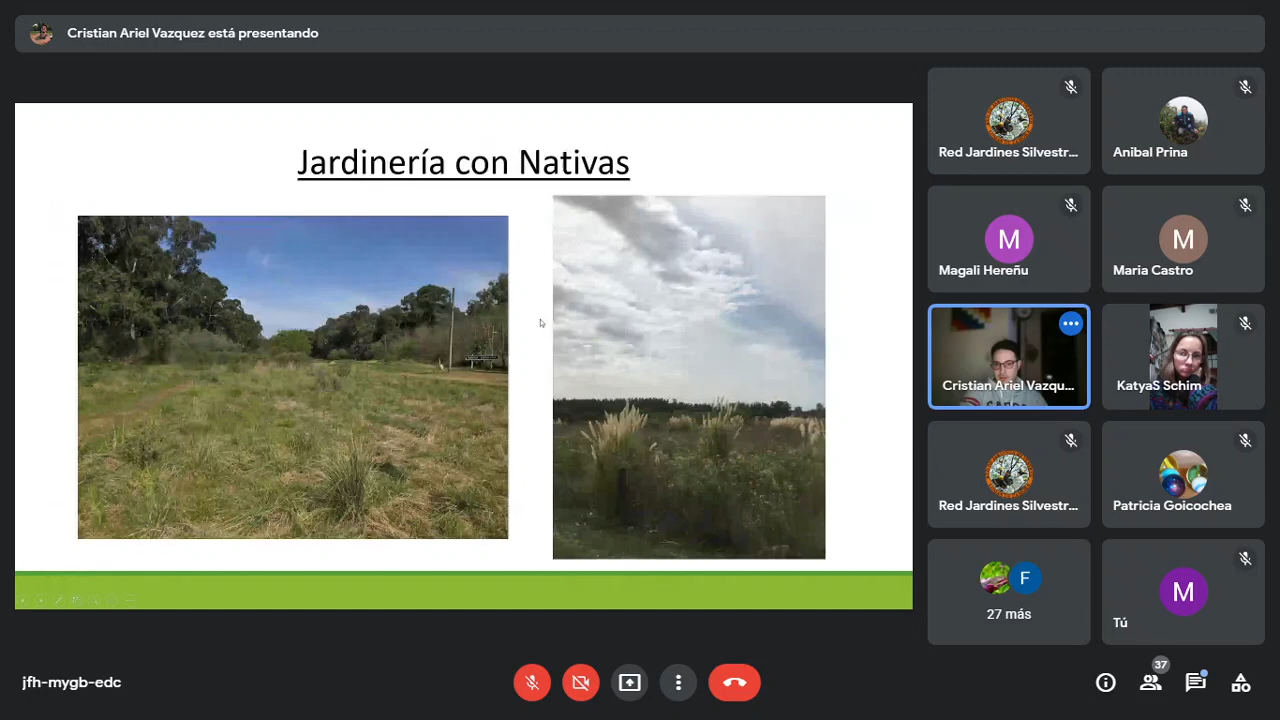 Cristian Ariel Vazquez está presentando
Jardinería con Nativas
Red Jardines Silvestr...
Anibal Prina
M
Magali Hereñu
M
Maria Castro
Cristian Ariel Vazqu...
KatyaS Schim
Red Jardines Silvestr...
Patricia Goicochea
F
27 más
M
Tú
jfh-mygb-edc
37